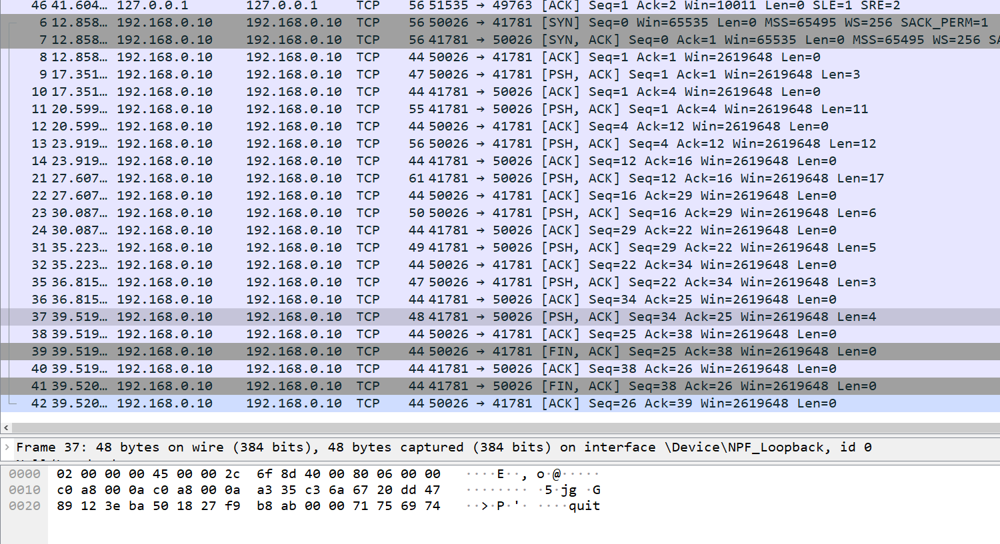 46 41.604… 127.0.0.1 127.0.0.1 TCP 56 51535 → 49763 [ACK] Seq=1 Ack=2 Win=10011 Len=0 SLE=1 SRE=2
6 12.858… 192.168.0.10 192.168.0.10 TCP 56 50026 → 41781 [SYN] Seq=0 Win=65535 Len=0 MSS=65495 WS=256 SACK_PERM=1
7 12.858… 192.168.0.10 192.168.0.10 TCP 56 41781 → 50026 [SYN, ACK] Seq=0 Ack=1 Win=65535 Len=0 MSS=65495 WS=256 SA
8 12.858… 192.168.0.10 192.168.0.10 TCP 44 50026 → 41781 [ACK] Seq=1 Ack=1 Win=2619648 Len=0
9 17.351… 192.168.0.10 192.168.0.10 TCP 47 50026 → 41781 [PSH, ACK] Seq=1 Ack=1 Win=2619648 Len=3
10 17.351… 192.168.0.10 192.168.0.10 TCP 44 41781 → 50026 [ACK] Seq=1 Ack=4 Win=2619648 Len=0
11 20.599… 192.168.0.10 192.168.0.10 TCP 55 41781 → 50026 [PSH, ACK] Seq=1 Ack=4 Win=2619648 Len=11
12 20.599… 192.168.0.10 192.168.0.10 TCP 44 50026 → 41781 [ACK] Seq=4 Ack=12 Win=2619648 Len=0
13 23.919… 192.168.0.10 192.168.0.10 TCP 56 50026 → 41781 [PSH, ACK] Seq=4 Ack=12 Win=2619648 Len=12
14 23.919… 192.168.0.10 192.168.0.10 TCP 44 41781 → 50026 [ACK] Seq=12 Ack=16 Win=2619648 Len=0
21 27.607… 192.168.0.10 192.168.0.10 TCP 61 41781 → 50026 [PSH, ACK] Seq=12 Ack=16 Win=2619648 Len=17
22 27.607… 192.168.0.10 192.168.0.10 TCP 44 50026 → 41781 [ACK] Seq=16 Ack=29 Win=2619648 Len=0
23 30.087… 192.168.0.10 192.168.0.10 TCP 50 50026 → 41781 [PSH, ACK] Seq=16 Ack=29 Win=2619648 Len=6
24 30.087… 192.168.0.10 192.168.0.10 TCP 44 41781 → 50026 [ACK] Seq=29 Ack=22 Win=2619648 Len=0
31 35.223… 192.168.0.10 192.168.0.10 TCP 49 41781 → 50026 [PSH, ACK] Seq=29 Ack=22 Win=2619648 Len=5
32 35.223… 192.168.0.10 192.168.0.10 TCP 44 50026 → 41781 [ACK] Seq=22 Ack=34 Win=2619648 Len=0
35 36.815… 192.168.0.10 192.168.0.10 TCP 47 50026 → 41781 [PSH, ACK] Seq=22 Ack=34 Win=2619648 Len=3
36 36.815… 192.168.0.10 192.168.0.10 TCP 44 41781 → 50026 [ACK] Seq=34 Ack=25 Win=2619648 Len=0
37 39.519… 192.168.0.10 192.168.0.10 TCP 48 41781 → 50026 [PSH, ACK] Seq=34 Ack=25 Win=2619648 Len=4
38 39.519… 192.168.0.10 192.168.0.10 TCP 44 50026 → 41781 [ACK] Seq=25 Ack=38 Win=2619648 Len=0
39 39.519… 192.168.0.10 192.168.0.10 TCP 44 50026 → 41781 [FIN, ACK] Seq=25 Ack=38 Win=2619648 Len=0
40 39.519… 192.168.0.10 192.168.0.10 TCP 44 41781 → 50026 [ACK] Seq=38 Ack=26 Win=2619648 Len=0
41 39.520… 192.168.0.10 192.168.0.10 TCP 44 41781 → 50026 [FIN, ACK] Seq=38 Ack=26 Win=2619648 Len=0
42 39.520… 192.168.0.10 192.168.0.10 TCP 44 50026 → 41781 [ACK] Seq=26 Ack=39 Win=2619648 Len=0
Frame 37: 48 bytes on wire (384 bits), 48 bytes captured (384 bits) on interface \Device\NPF_Loopback, id 0
0000 02 00 00 00 45 00 00 2c 6f 8d 40 00 80 06 00 00 ····E··, o·@·····
0010 c0 a8 00 0a c0 a8 00 0a a3 35 c3 6a 67 20 dd 47 ········ ·5·jg ·G
0020 89 12 3e ba 50 18 27 f9 b8 ab 00 00 71 75 69 74 ··>·P·'· ····quit